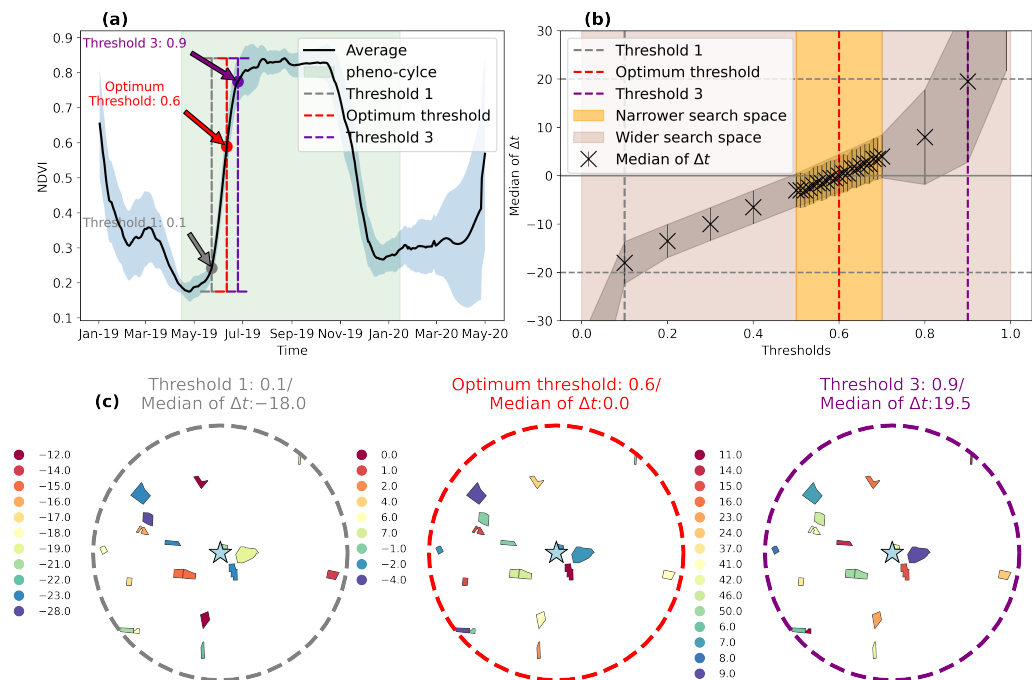 (a)
0.9
0.8
0.7
0.6
0.5
0.4
0.3
0.2
0.1
NDVI
Threshold 3: 0.9
Optimum
Threshold: 0.6
Threshold 1: 0.1
Average
pheno-cylce
Threshold 1
Optimum threshold
Threshold 3
Jan-19 Mar-19 May-19 Jul-19 Sep-19 Nov-19 Jan-20 Mar-20 May-20
Time
(b)
30
20
10
0
−10
−20
−30
Median of Δt
Threshold 1
Optimum threshold
Threshold 3
Narrower search space
Wider search space
Median of Δt
0.0 0.2 0.4 0.6 0.8 1.0
Thresholds
(c)
Threshold 1: 0.1/
Median of Δt:−18.0
−12.0
−14.0
−15.0
−16.0
−17.0
−18.0
−19.0
−21.0
−22.0
−23.0
−28.0
Optimum threshold: 0.6/
Median of Δt:0.0
0.0
1.0
2.0
4.0
6.0
7.0
−1.0
−2.0
−4.0
Threshold 3: 0.9/
Median of Δt:19.5
11.0
14.0
15.0
16.0
23.0
24.0
37.0
41.0
42.0
46.0
50.0
6.0
7.0
8.0
9.0